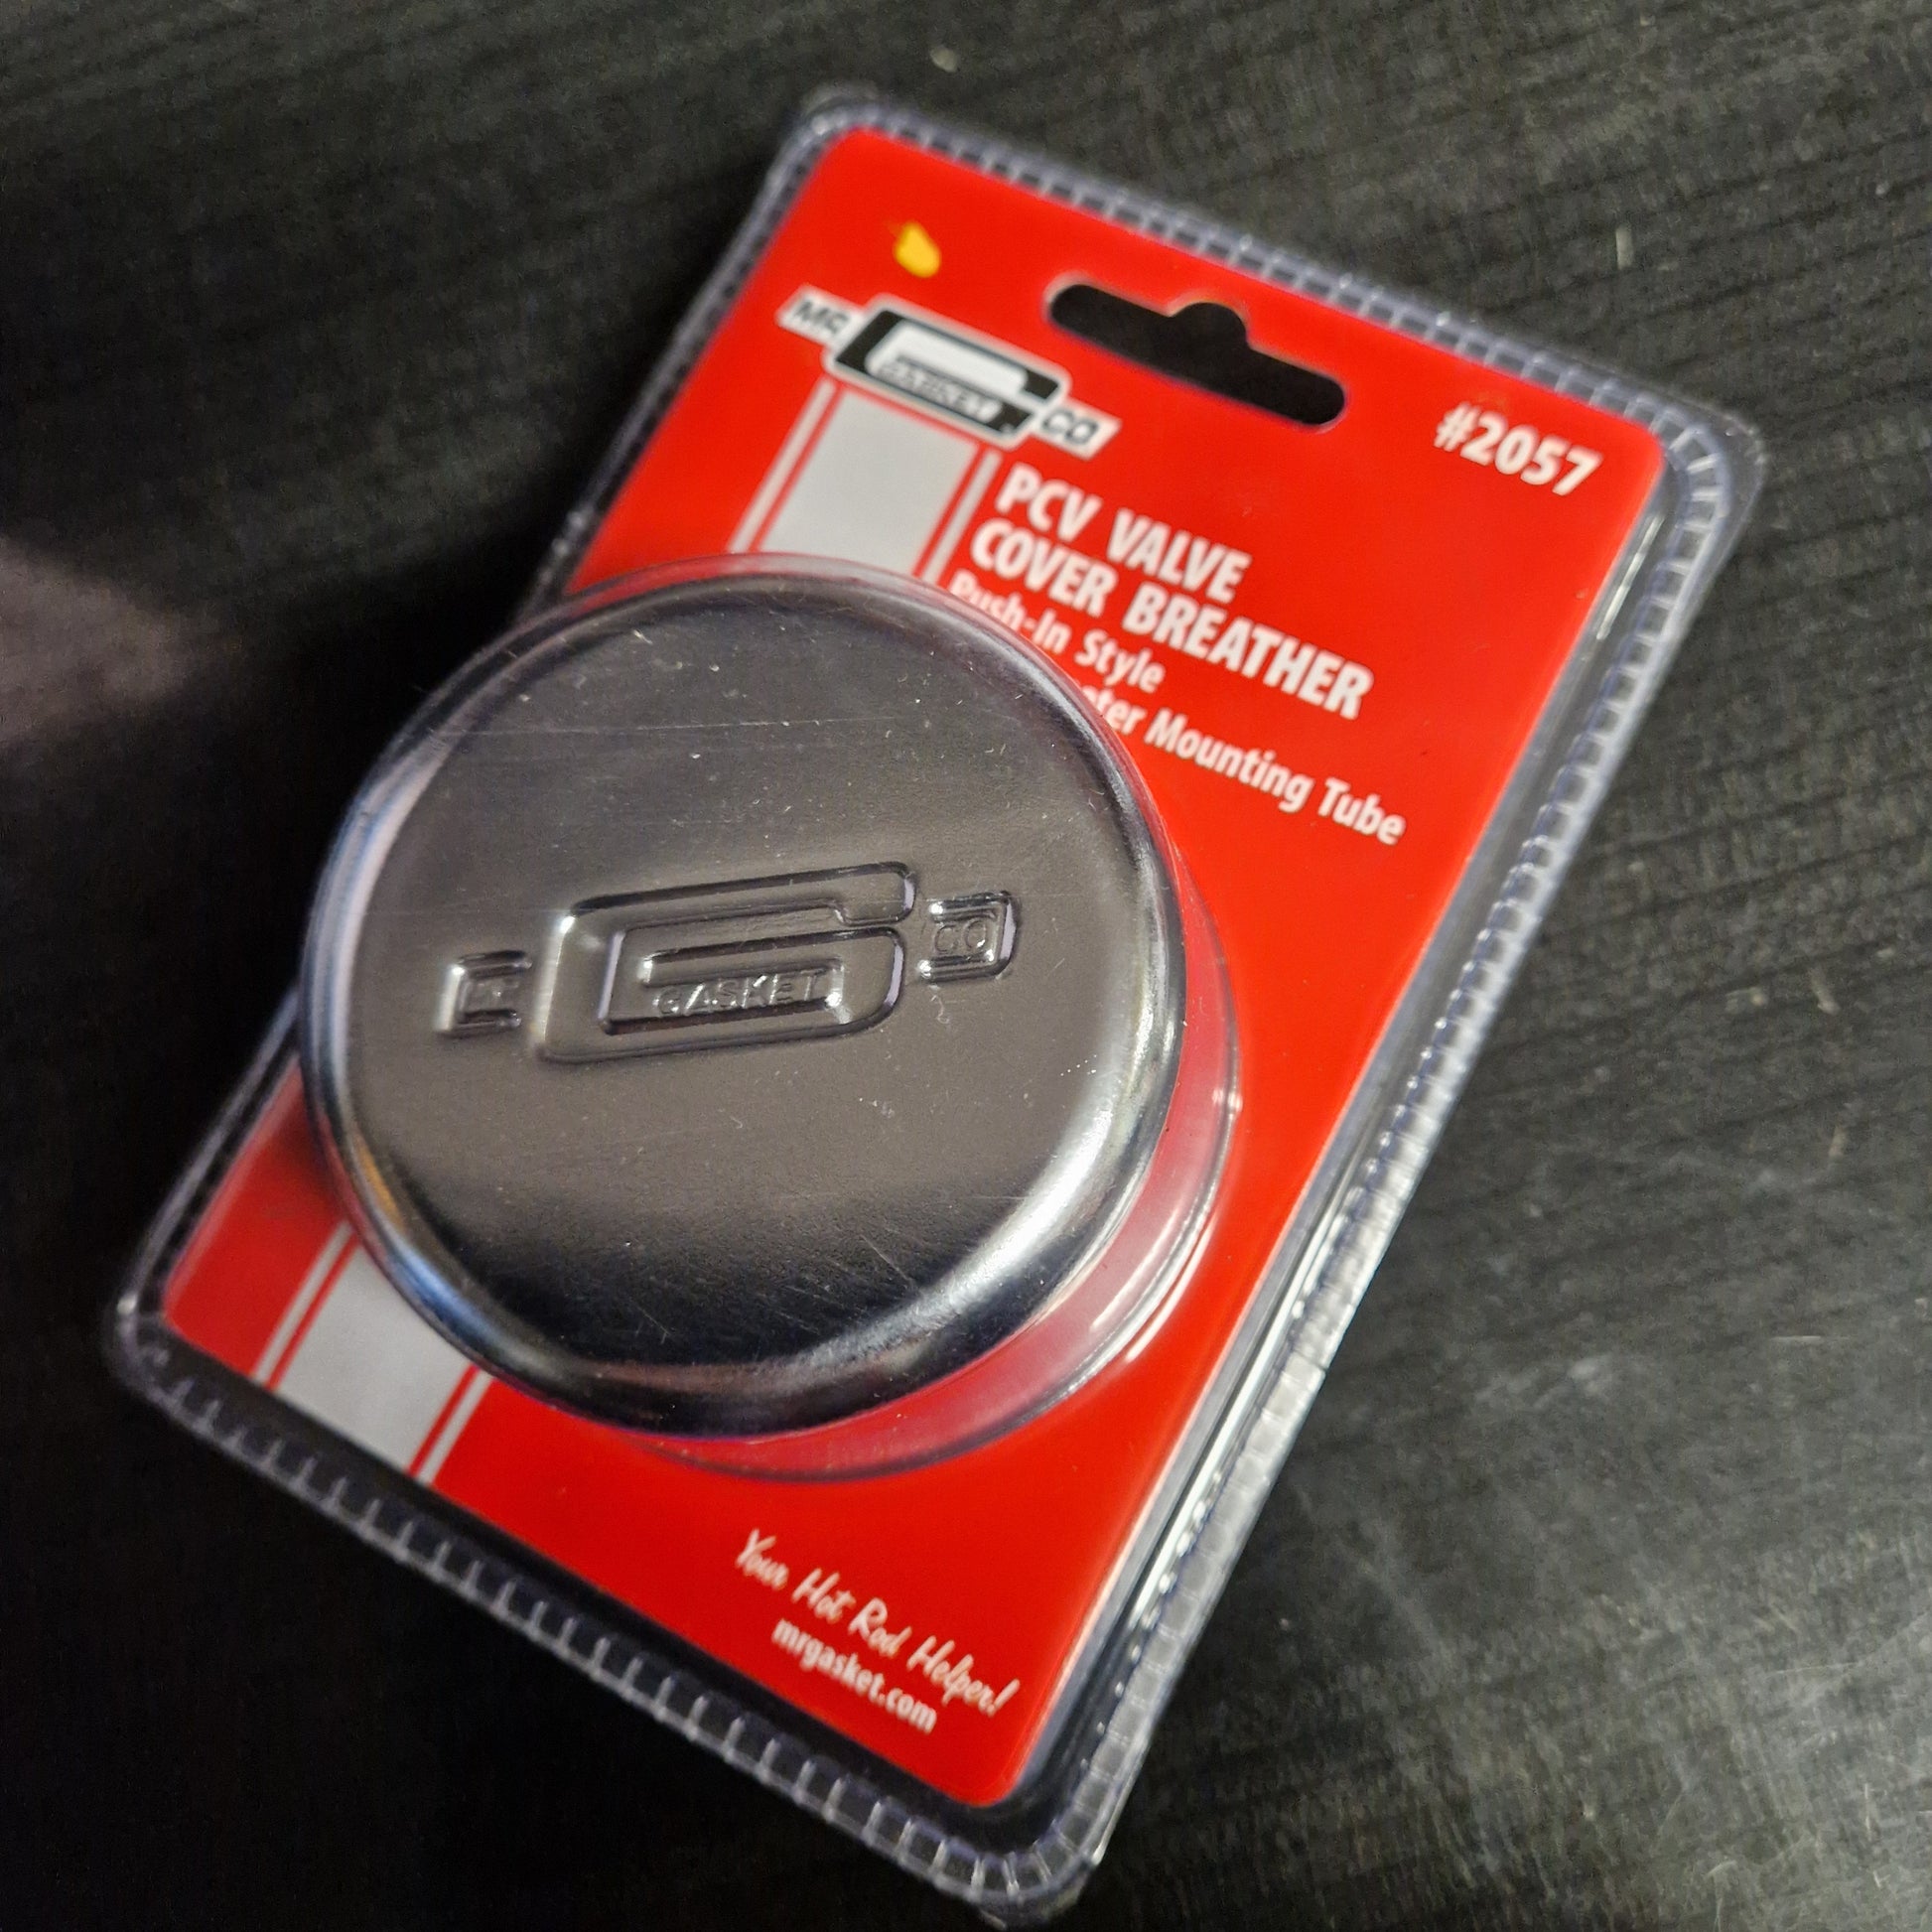 MR. GASKET CO.
#2057
PCV VALVE
COVER BREATHER
Push-In Style
Mounting Tube
GASKET CO
Your Hot Rod Helper!
mrgasket.com